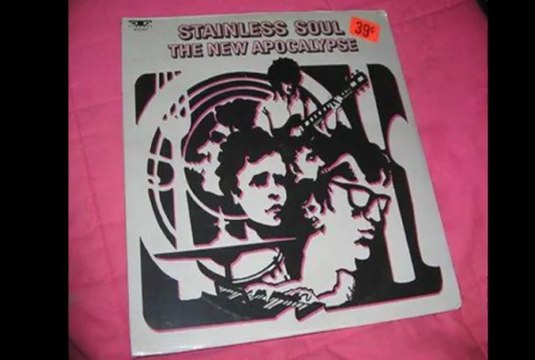 STAINLESS SOUL
39¢
THE NEW APOCALYPSE